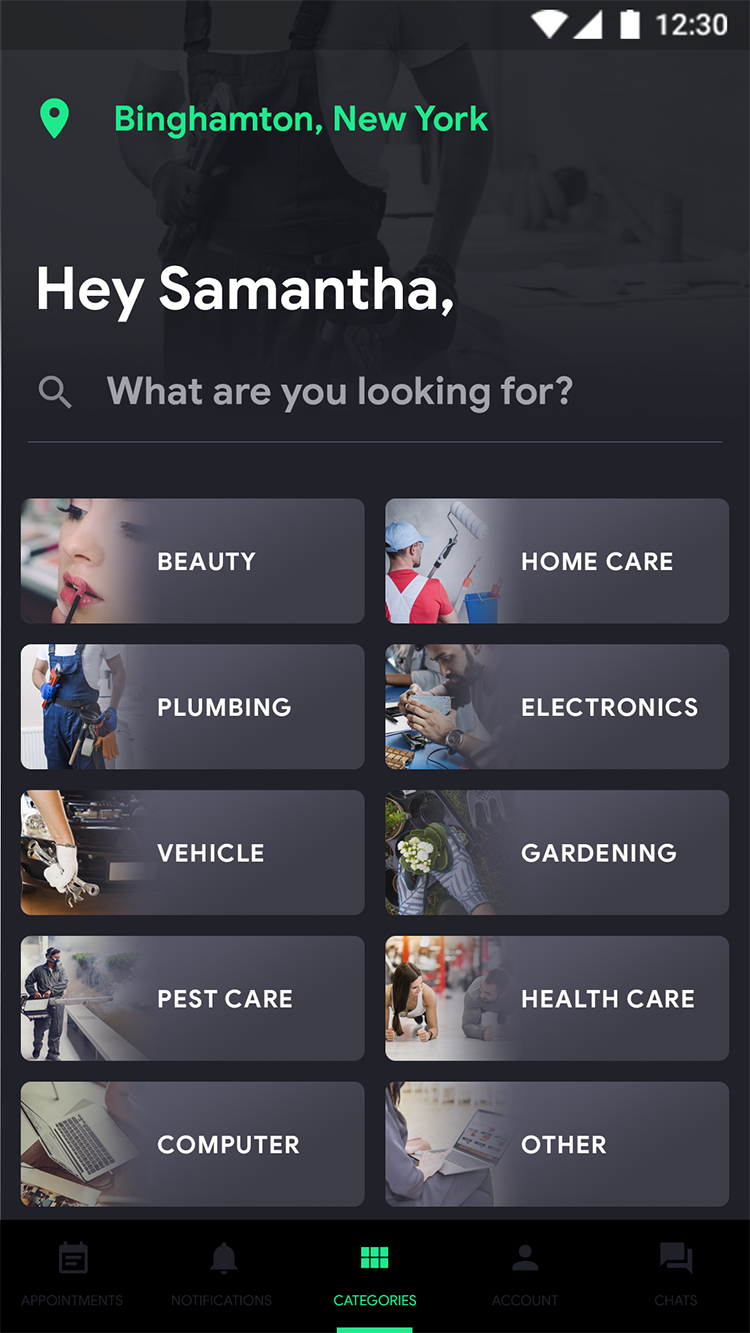 12:30
Binghamton, New York
Hey Samantha,
What are you looking for?
BEAUTY
HOME CARE
PLUMBING
ELECTRONICS
VEHICLE
GARDENING
PEST CARE
HEALTH CARE
COMPUTER
OTHER
APPOINTMENTS
NOTIFICATIONS
CATEGORIES
ACCOUNT
CHATS